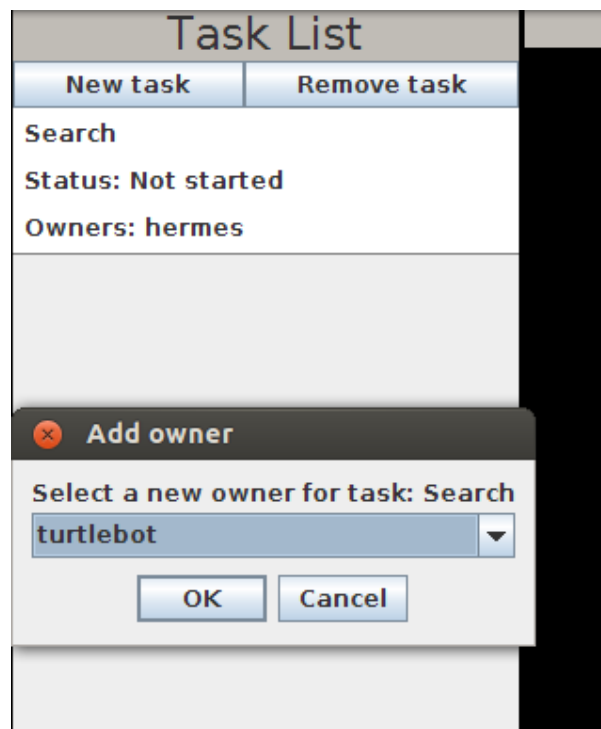 Task List
New task Remove task
Search
Status: Not started
Owners: hermes
Add owner
Select a new owner for task: Search
turtlebot
OK Cancel